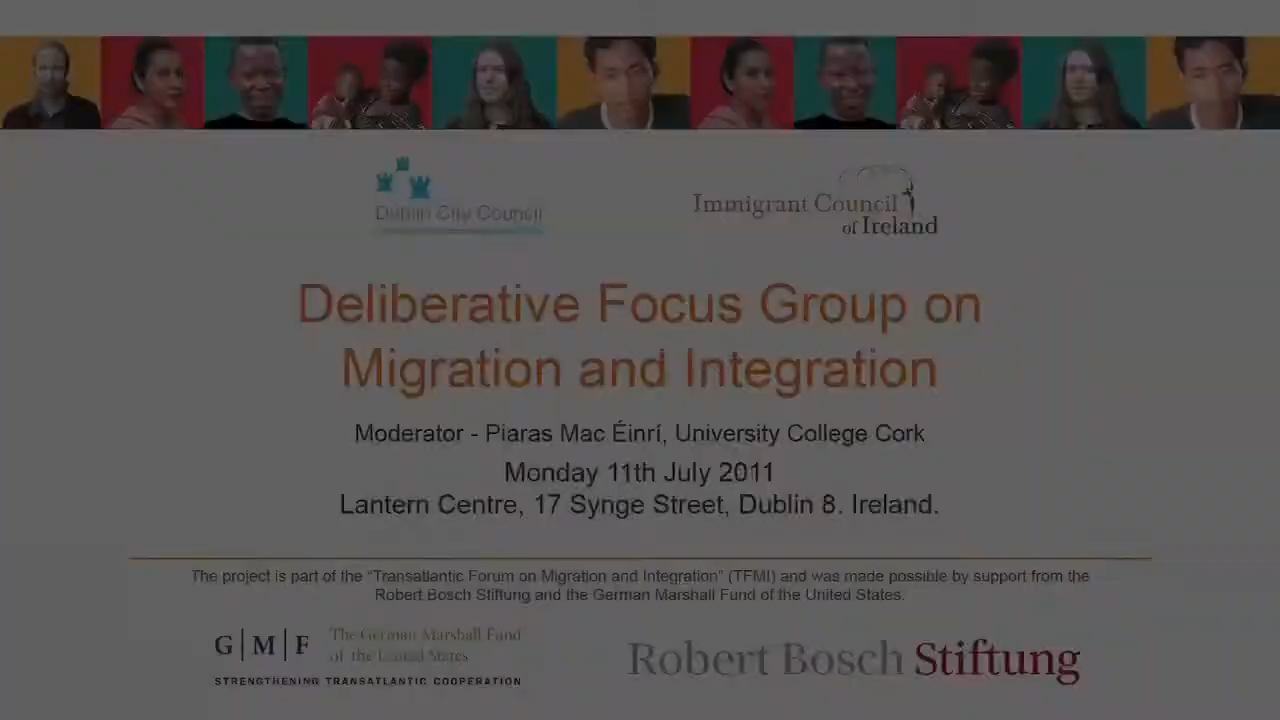 Dublin City Council
Immigrant Council
of Ireland
Deliberative Focus Group on
Migration and Integration
Moderator - Piaras Mac Éinrí, University College Cork
Monday 11th July 2011
Lantern Centre, 17 Synge Street, Dublin 8. Ireland.
The project is part of the “Transatlantic Forum on Migration and Integration” (TFMI) and was made possible by support from the
Robert Bosch Stiftung and the German Marshall Fund of the United States.
G|M|F The German Marshall Fund
of the United States
STRENGTHENING TRANSATLANTIC COOPERATION
Robert Bosch Stiftung